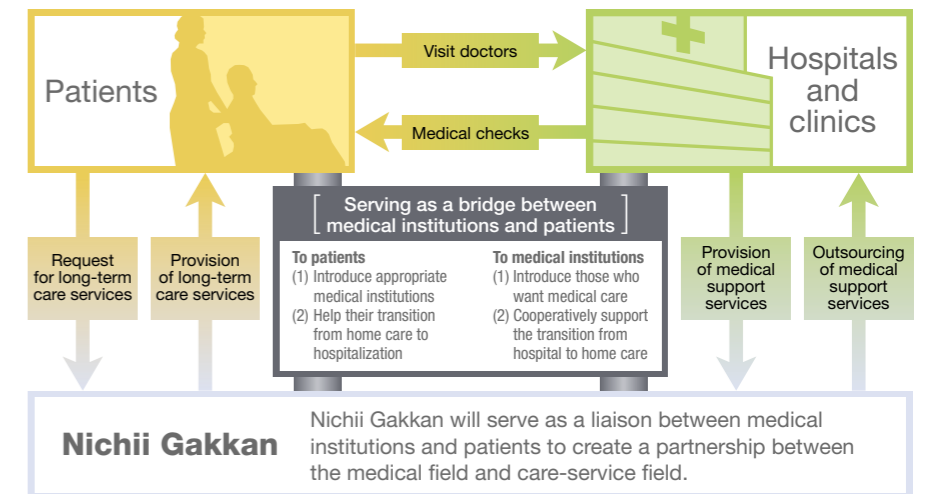 Patients
Visit doctors
Medical checks
Hospitals
and
clinics
Serving as a bridge between
medical institutions and patients
To patients
(1) Introduce appropriate
medical institutions
(2) Help their transition
from home care to
hospitalization
To medical institutions
(1) Introduce those who
want medical care
(2) Cooperatively support
the transition from
hospital to home care
Request
for long-term
care services
Provision
of long-term
care services
Provision
of medical
support
services
Outsourcing
of medical
support
services
Nichii Gakkan
Nichii Gakkan will serve as a liaison between medical
institutions and patients to create a partnership between
the medical field and care-service field.